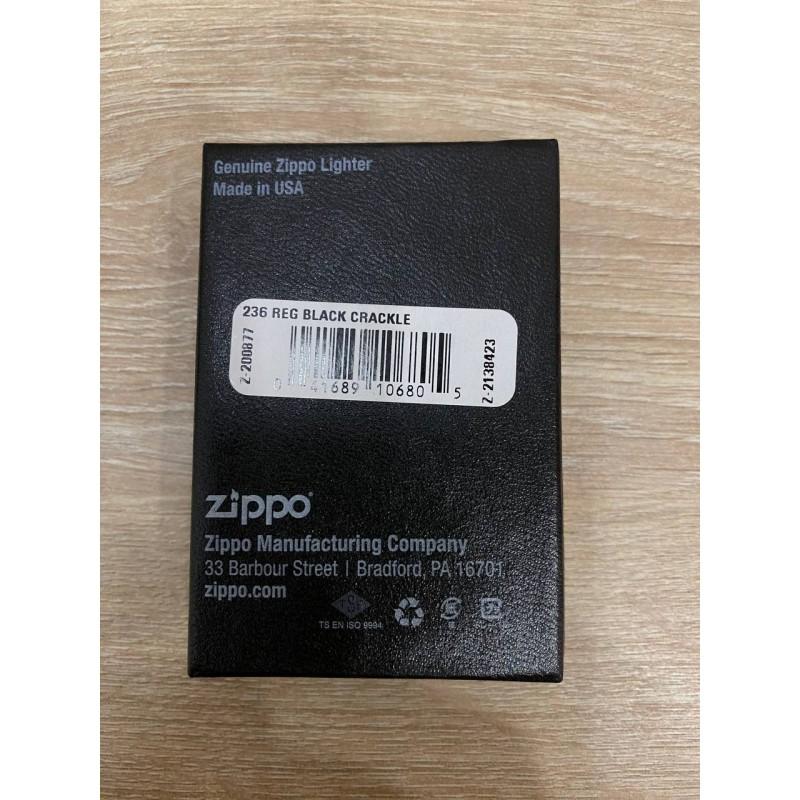 Genuine Zippo Lighter
Made in USA
236 REG BLACK CRACKLE
Z-200877
0 41689 10680 5
Z-2138423
zippo
Zippo Manufacturing Company
33 Barbour Street | Bradford, PA 16701
zippo.com
TS EN ISO 9994